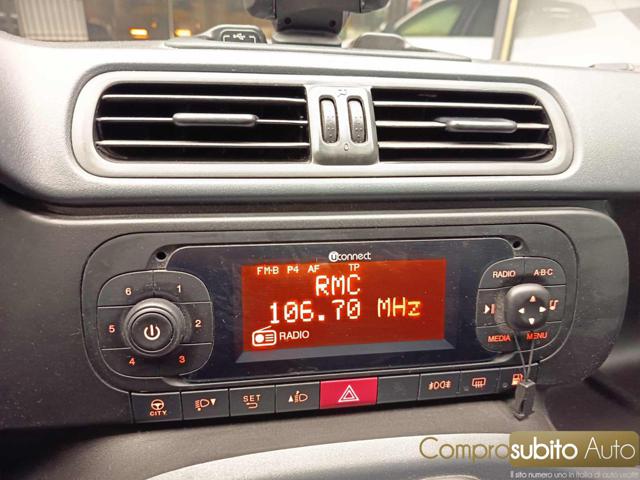 uconnect
FM-B P4 AF TP
RMC
106.70 MHz
RADIO
6 1
5 2
4 3
RADIO A·B·C
MEDIA MENU
CITY
SET
Comprosubito Auto
Il sito numero uno in Italia di auto usate